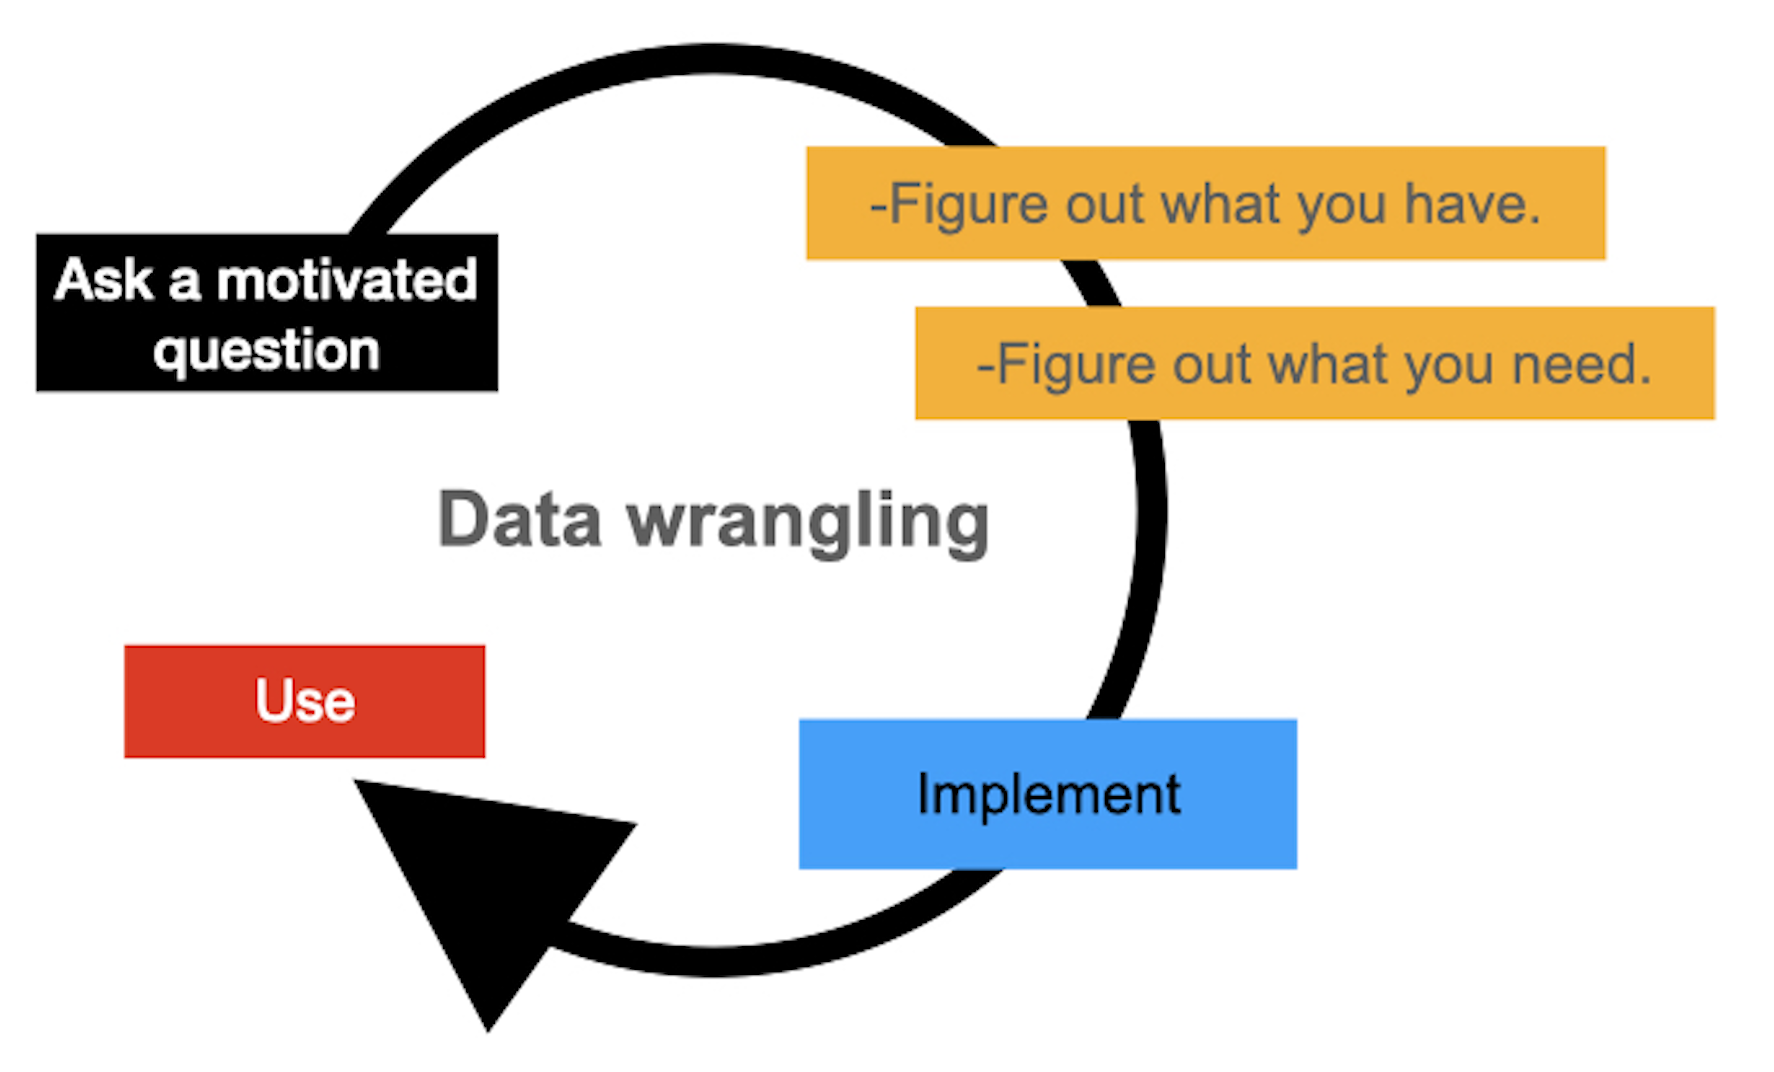 Ask a motivated
question
-Figure out what you have.
-Figure out what you need.
Data wrangling
Implement
Use